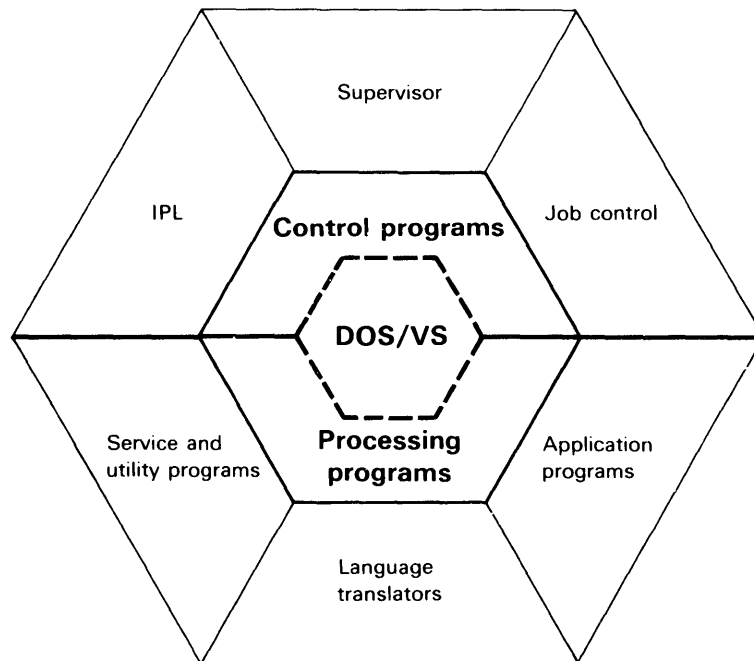 Supervisor
IPL
Job control
Control programs
DOS/VS
Processing
programs
Service and
utility programs
Application
programs
Language
translators